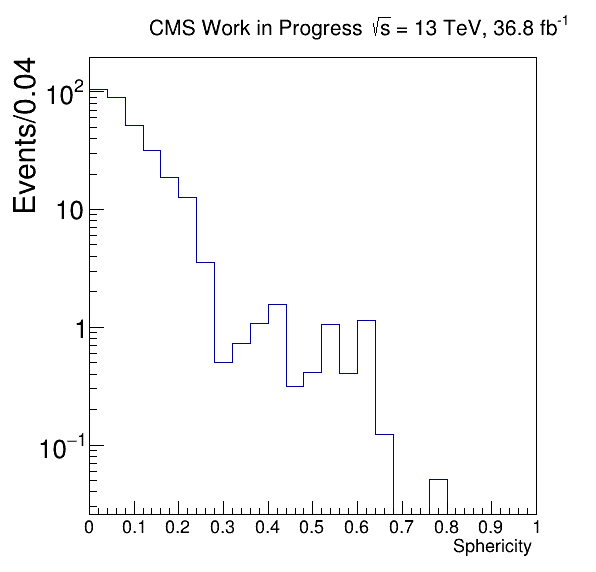 CMS Work in Progress √s = 13 TeV, 36.8 fb⁻¹
Events/0.04
10²
10
1
10⁻¹
0 0.1 0.2 0.3 0.4 0.5 0.6 0.7 0.8 0.9 1
Sphericity